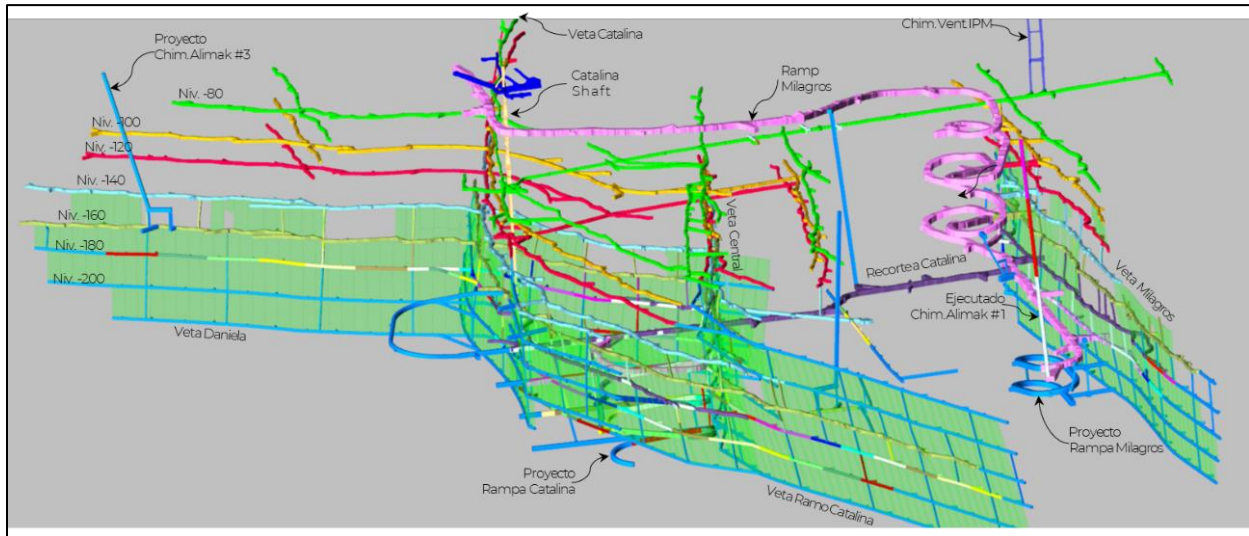 Veta Catalina
Chim.Vent.IPM
Proyecto
Chim.Alimak #3
Catalina
Shaft
Ramp
Milagros
Niv. -80
Niv. -100
Niv. -120
Niv. -140
Niv. -160
Niv. -180
Niv. -200
Veta Central
Recorte a Catalina
Veta Milagros
Ejecutado
Chim.Alimak #1
Veta Daniela
Proyecto
Rampa Catalina
Veta Ramo Catalina
Proyecto
Rampa Milagros